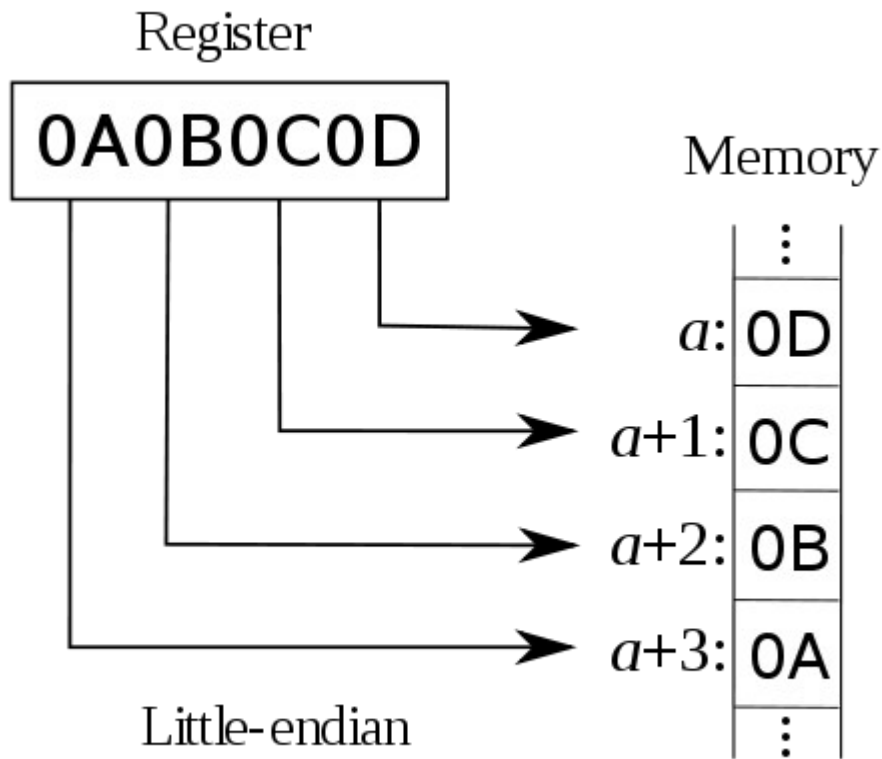 Register
0A0B0C0D
Memory
⋮
a: 0D
a+1: 0C
a+2: 0B
a+3: 0A
⋮
Little-endian